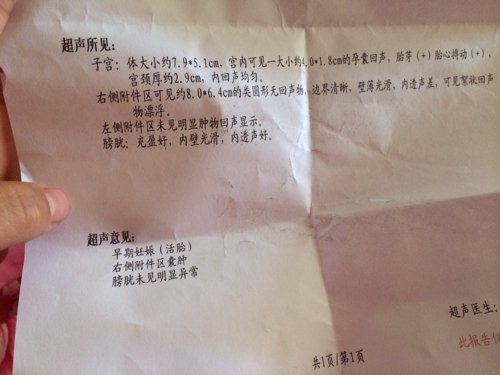 超声所见:
子宫: 体大小约7.9*5.1cm, 宫内可见一大小约4.0*1.8cm的孕囊回声, 胎芽(+)胎心搏动(+),
宫颈厚约2.9cm, 内回声均匀。
右侧附件区可见约8.0*6.4cm的类圆形无回声物, 边界清晰, 壁薄光滑, 内透声差, 可见絮状回声
物漂浮。
左侧附件区未见明显肿物回声显示。
膀胱: 充盈好, 内壁光滑, 内透声好。
超声意见:
早期妊娠(活胎)
右侧附件区囊肿
膀胱未见明显异常
超声医生:
此报告仅
共1页/第1页